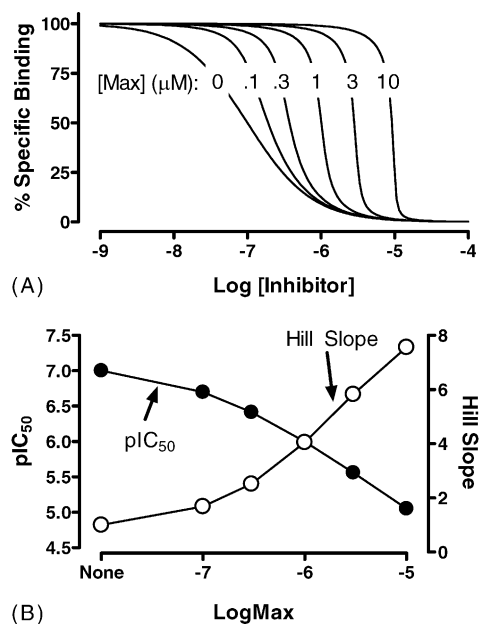 % Specific Binding
100
75
50
25
0
[Max] (μM): 0 .1 .3 1 3 10
-9 -8 -7 -6 -5 -4
(A)
Log [Inhibitor]
pIC50
7.5
7.0
6.5
6.0
5.5
5.0
4.5
Hill Slope
pIC50
8
6
4
2
0
Hill Slope
None -7 -6 -5
(B)
LogMax